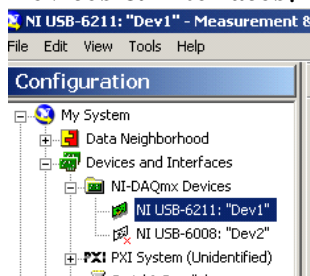 NI USB-6211: "Dev1" - Measurement &
File Edit View Tools Help
Configuration
My System
Data Neighborhood
Devices and Interfaces
NI-DAQmx Devices
NI USB-6211: "Dev1"
NI USB-6008: "Dev2"
PXI PXI System (Unidentified)